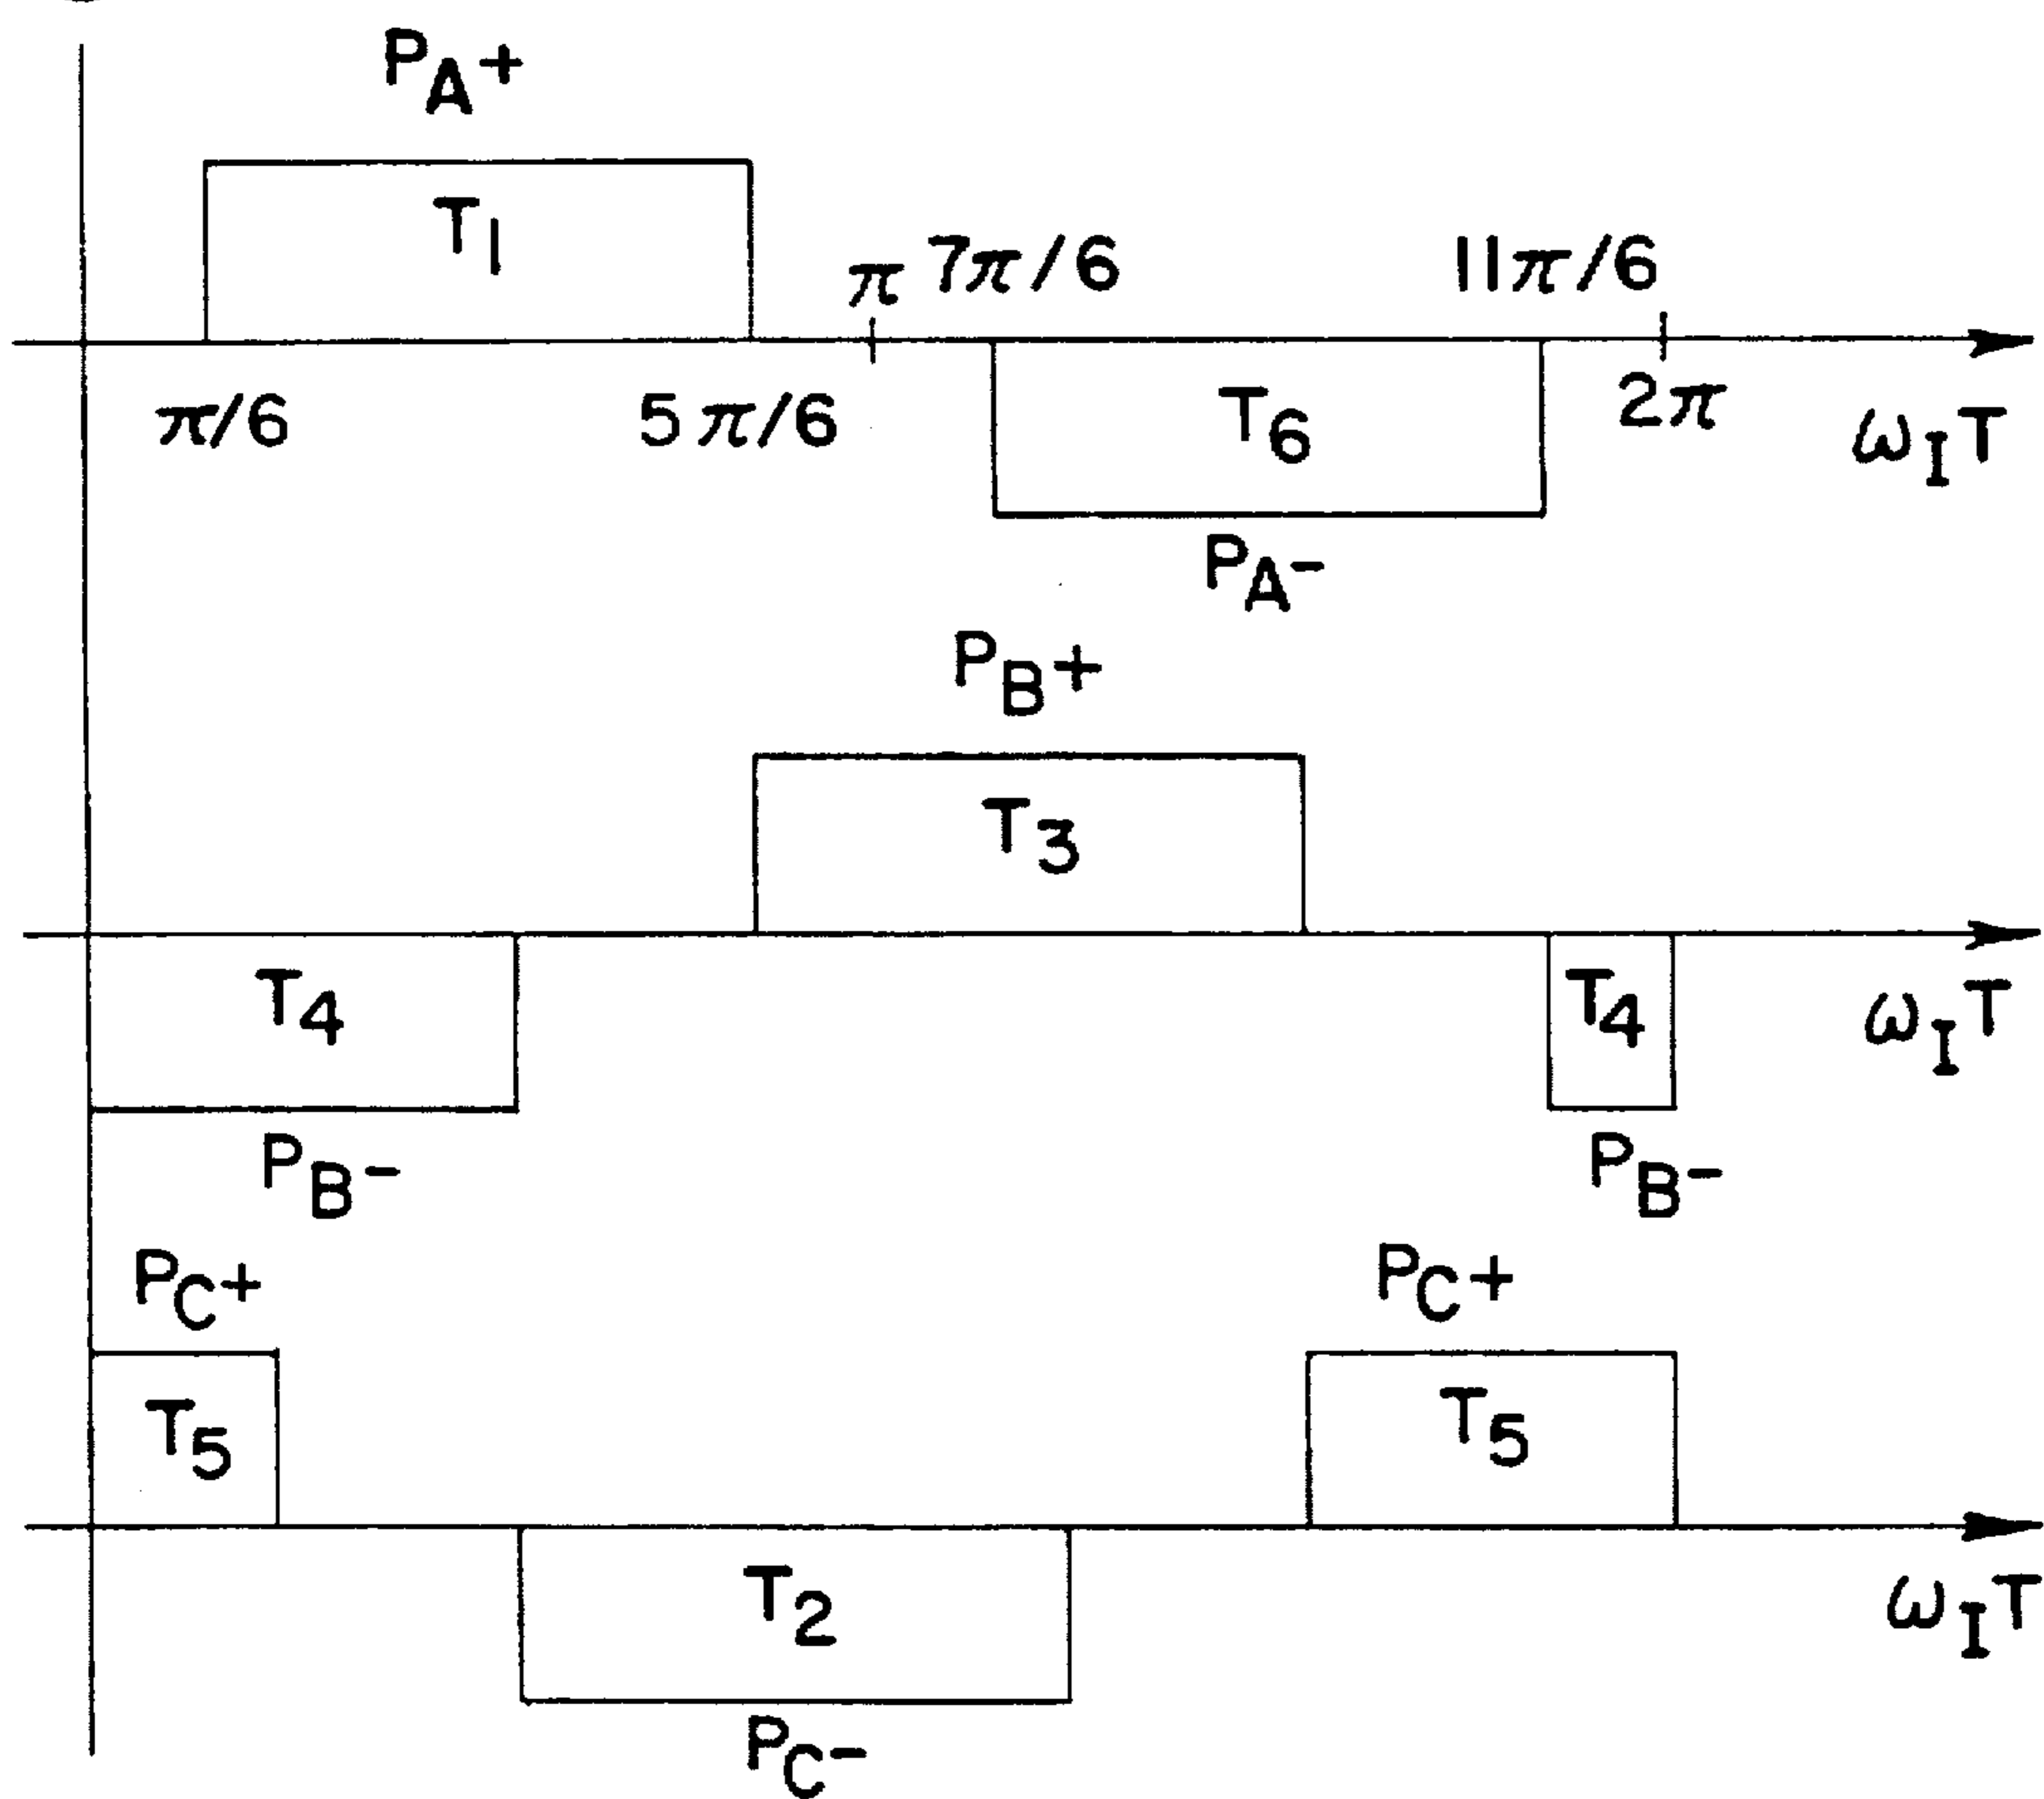 PA+
T1
π 7π/6 11π/6
π/6 5π/6 T6 2π ωIT
PA-
PB+
T3
T4 T4 ωIT
PB- PB-
PC+ PC+
T5 T5
T2 ωIT
PC-